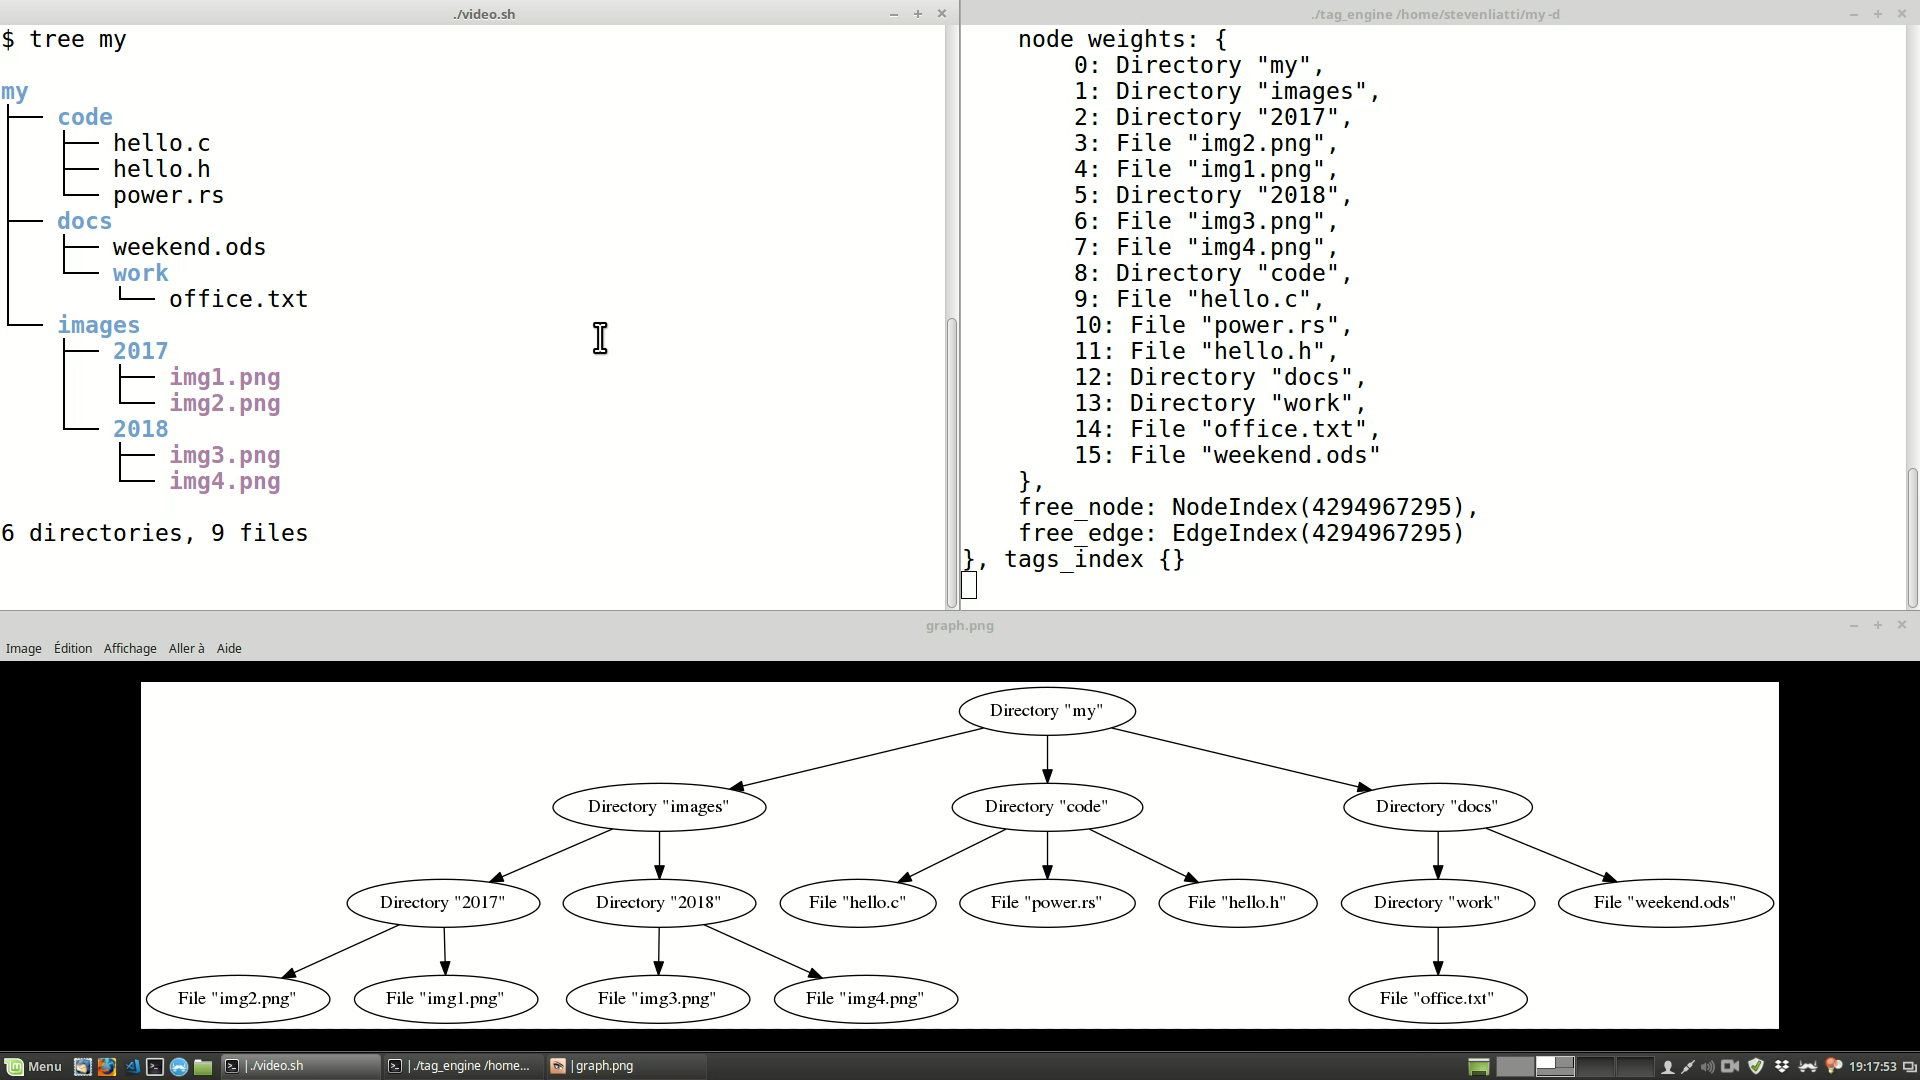 ./video.sh
$ tree my
my
code
hello.c
hello.h
power.rs
docs
weekend.ods
work
office.txt
images
2017
img1.png
img2.png
2018
img3.png
img4.png
6 directories, 9 files
./tag_engine /home/stevenliatti/my -d
node weights: {
0: Directory "my",
1: Directory "images",
2: Directory "2017",
3: File "img2.png",
4: File "img1.png",
5: Directory "2018",
6: File "img3.png",
7: File "img4.png",
8: Directory "code",
9: File "hello.c",
10: File "power.rs",
11: File "hello.h",
12: Directory "docs",
13: Directory "work",
14: File "office.txt",
15: File "weekend.ods"
},
free_node: NodeIndex(4294967295),
free_edge: EdgeIndex(4294967295)
}, tags_index {}
graph.png
Image Édition Affichage Aller à Aide
Directory "my"
Directory "images" Directory "code" Directory "docs"
Directory "2017" Directory "2018" File "hello.c" File "power.rs" File "hello.h" Directory "work" File "weekend.ods"
File "img2.png" File "img1.png" File "img3.png" File "img4.png" File "office.txt"
Menu | ./video.sh | ./tag_engine /home... | graph.png 19:17:53